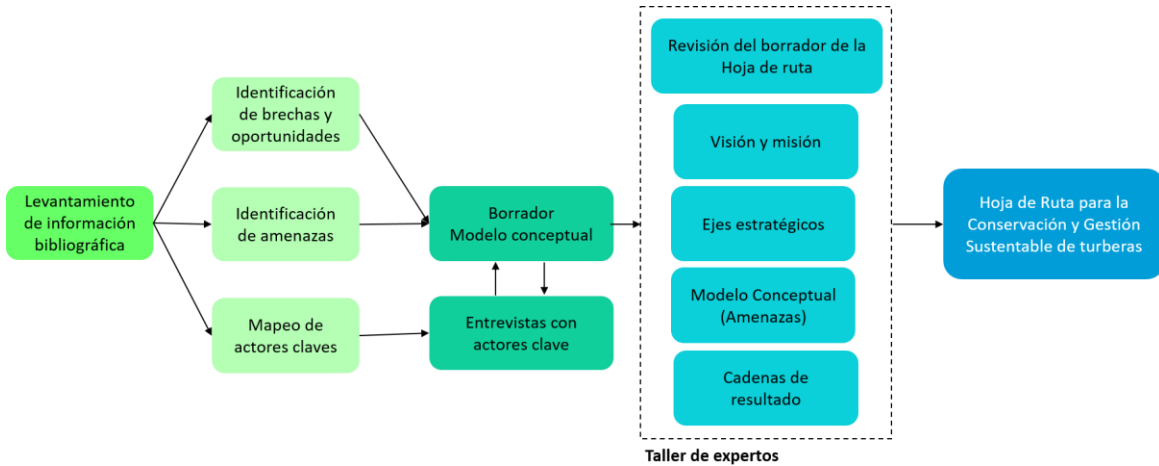 Levantamiento
de información
bibliográfica
Identificación
de brechas y
oportunidades
Identificación
de amenazas
Mapeo de
actores claves
Borrador
Modelo conceptual
Entrevistas con
actores clave
Revisión del borrador de la
Hoja de ruta
Visión y misión
Ejes estratégicos
Modelo Conceptual
(Amenazas)
Cadenas de
resultado
Taller de expertos
Hoja de Ruta para la
Conservación y Gestión
Sustentable de turberas